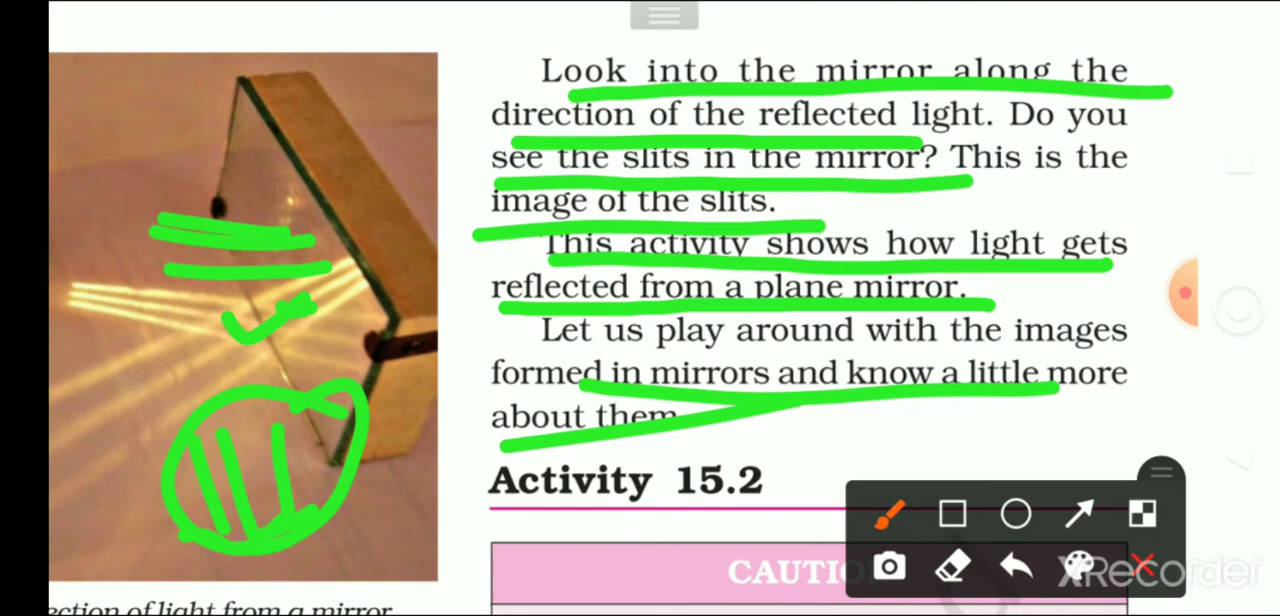 Look into the mirror along the
direction of the reflected light. Do you
see the slits in the mirror? This is the
image of the slits.
This activity shows how light gets
reflected from a plane mirror.
Let us play around with the images
formed in mirrors and know a little more
about them
Activity 15.2
CAUTIO
ection of light from a mirror
XRecorder